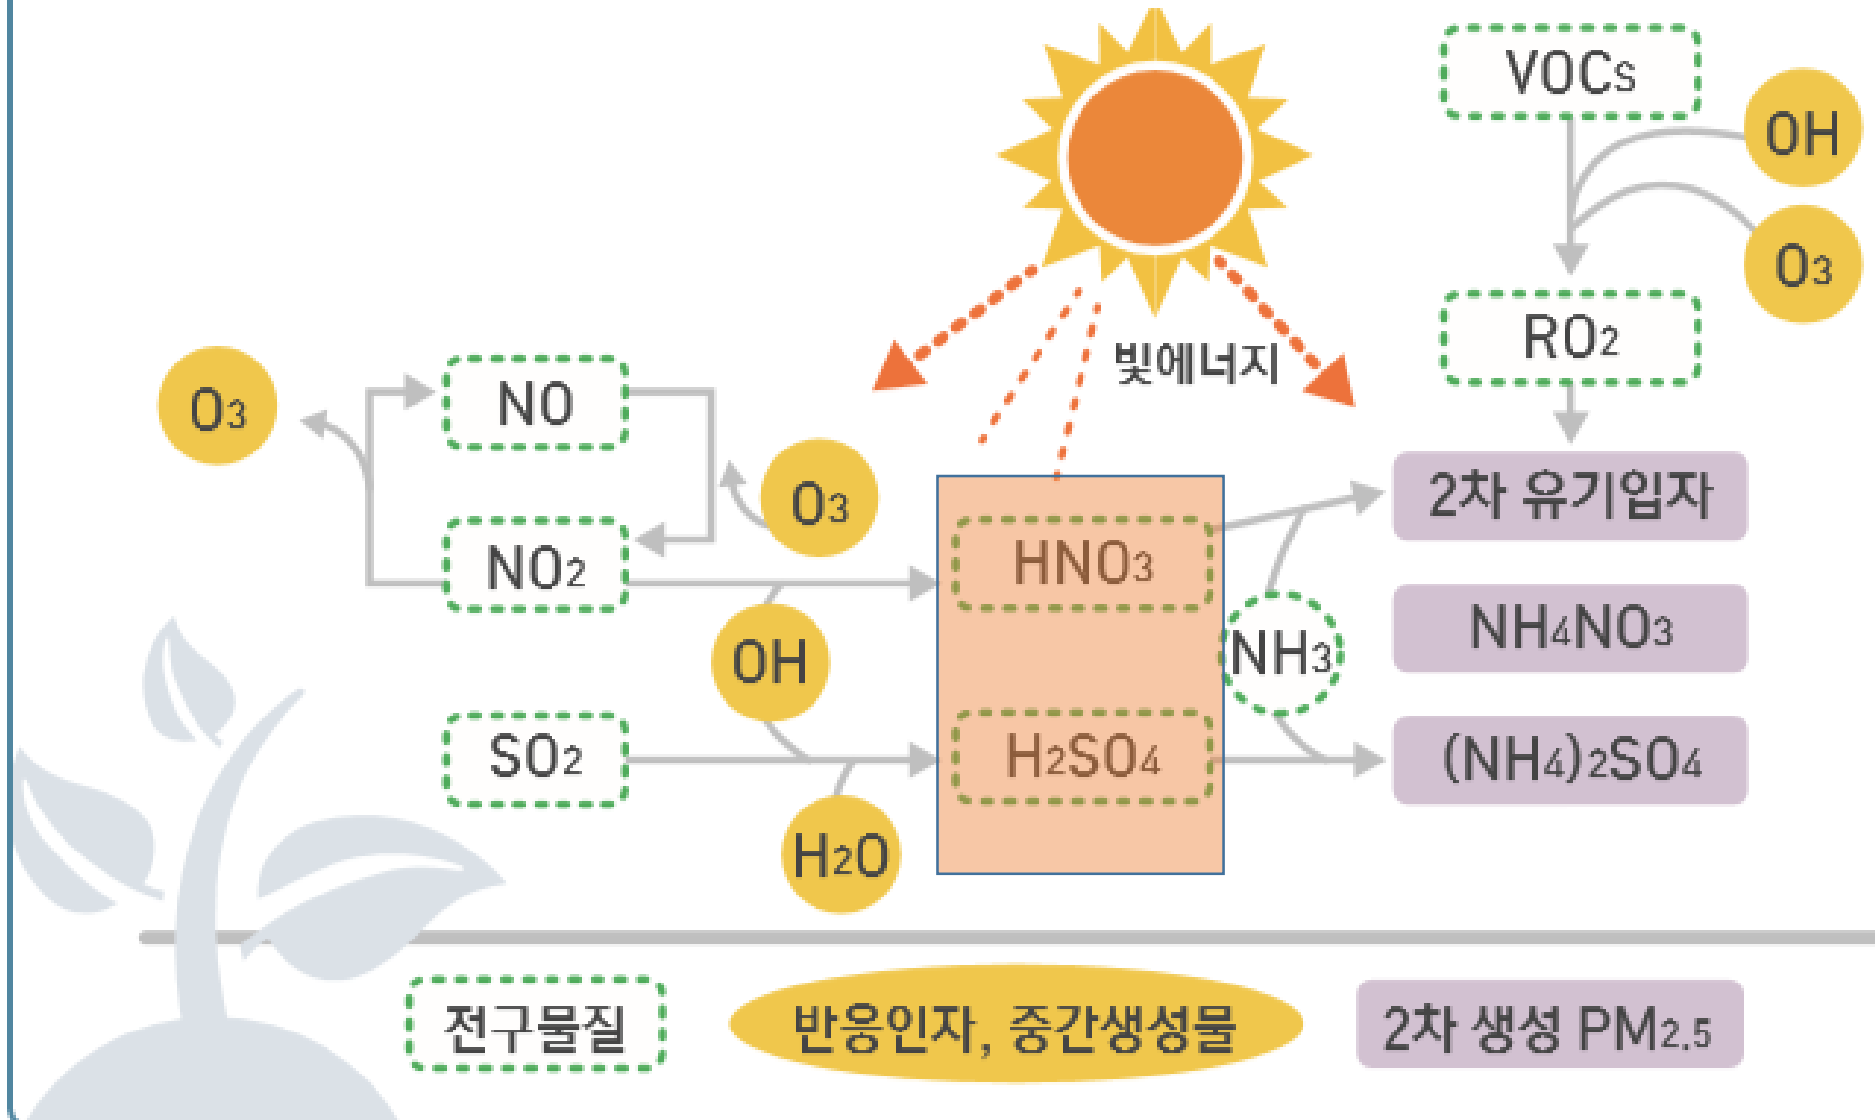 VOCs
OH
O3
빛에너지
RO2
O3
NO
O3
2차 유기입자
NO2
HNO3
OH
NH3
NH4NO3
SO2
H2SO4
(NH4)2SO4
H2O
전구물질
반응인자, 중간생성물
2차 생성 PM2.5